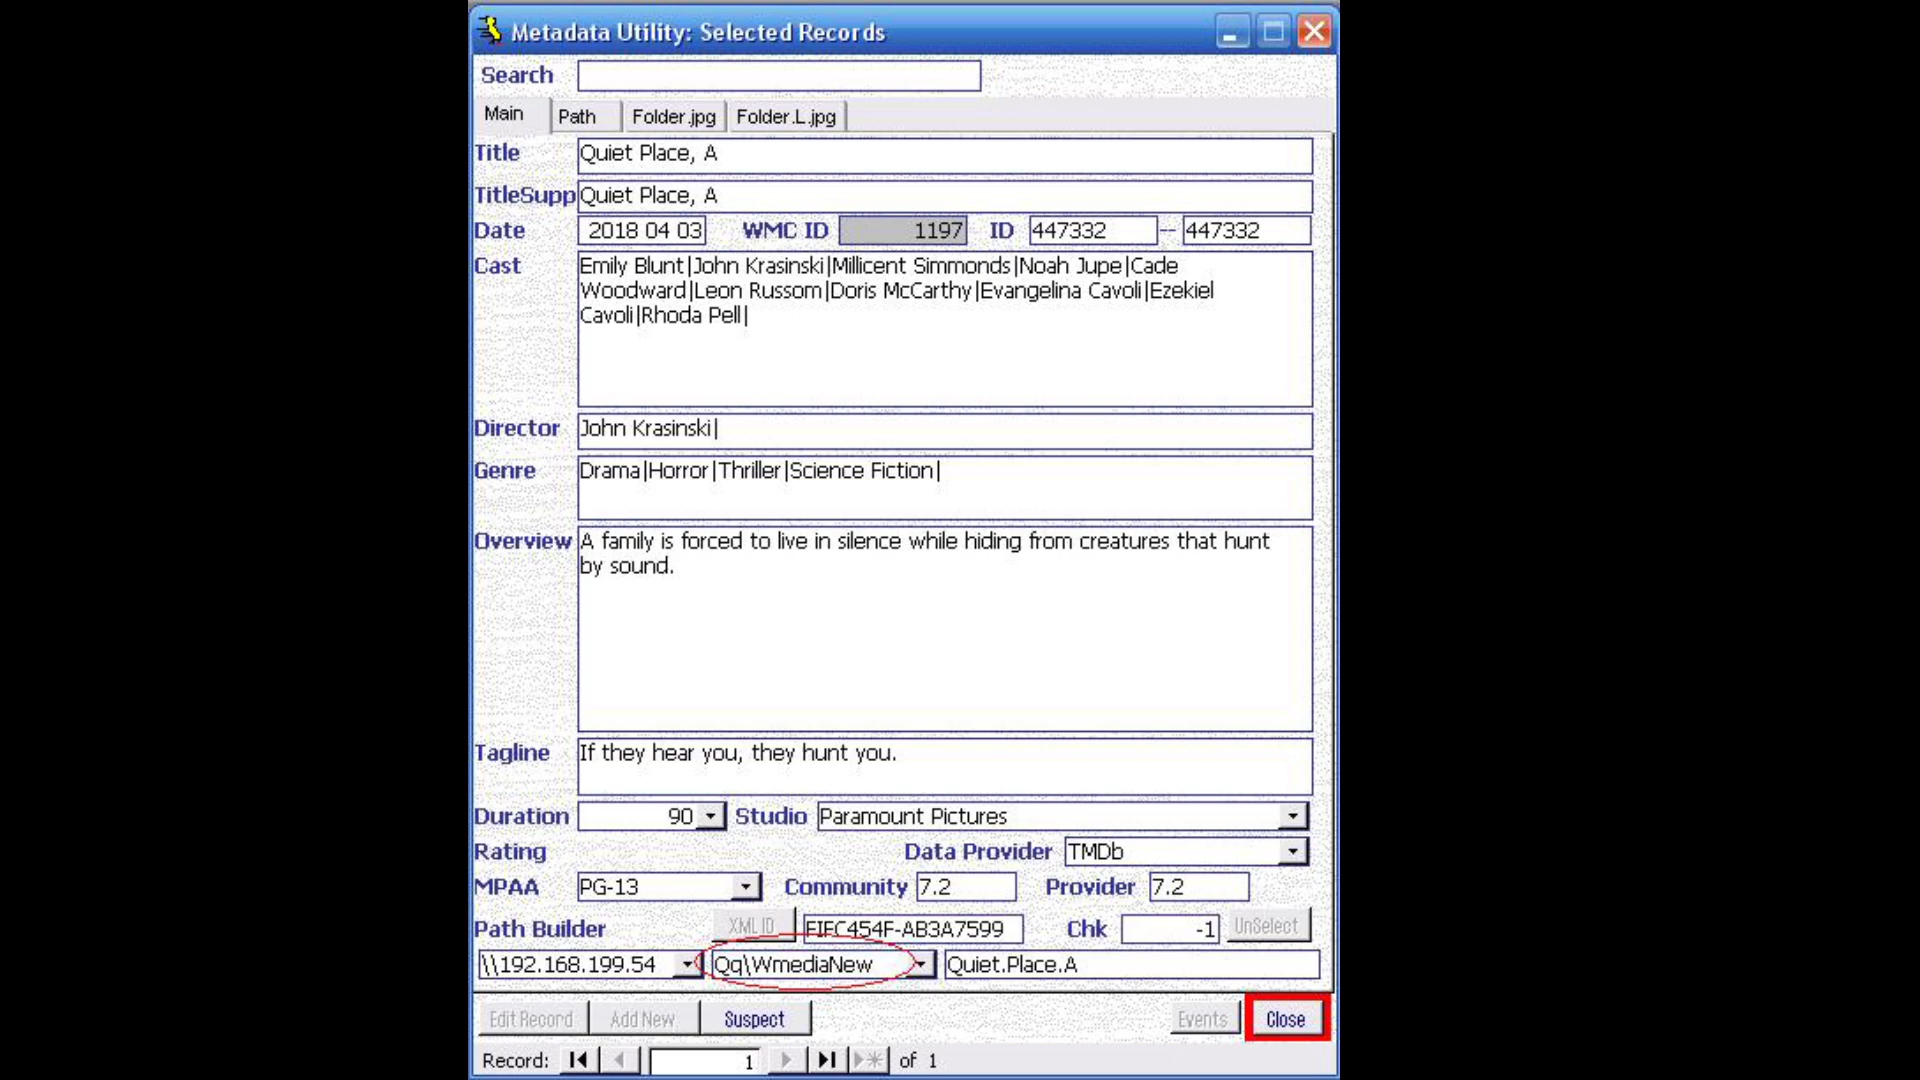 Metadata Utility: Selected Records
Search
Main Path Folder.jpg Folder.L.jpg
Title Quiet Place, A
TitleSupp Quiet Place, A
Date 2018 04 03 WMC ID 1197 ID 447332 -- 447332
Cast Emily Blunt|John Krasinski|Millicent Simmonds|Noah Jupe|Cade
Woodward|Leon Russom|Doris McCarthy|Evangelina Cavoli|Ezekiel
Cavoli|Rhoda Pell|
Director John Krasinski|
Genre Drama|Horror|Thriller|Science Fiction|
Overview A family is forced to live in silence while hiding from creatures that hunt
by sound.
Tagline If they hear you, they hunt you.
Duration 90 Studio Paramount Pictures
Rating Data Provider TMDb
MPAA PG-13 Community 7.2 Provider 7.2
Path Builder XML ID Chk -1 UnSelect
\\192.168.199.54 Qq\WmediaNew Quiet.Place.A
Edit Record Add New Suspect Events Close
Record: 1 of 1